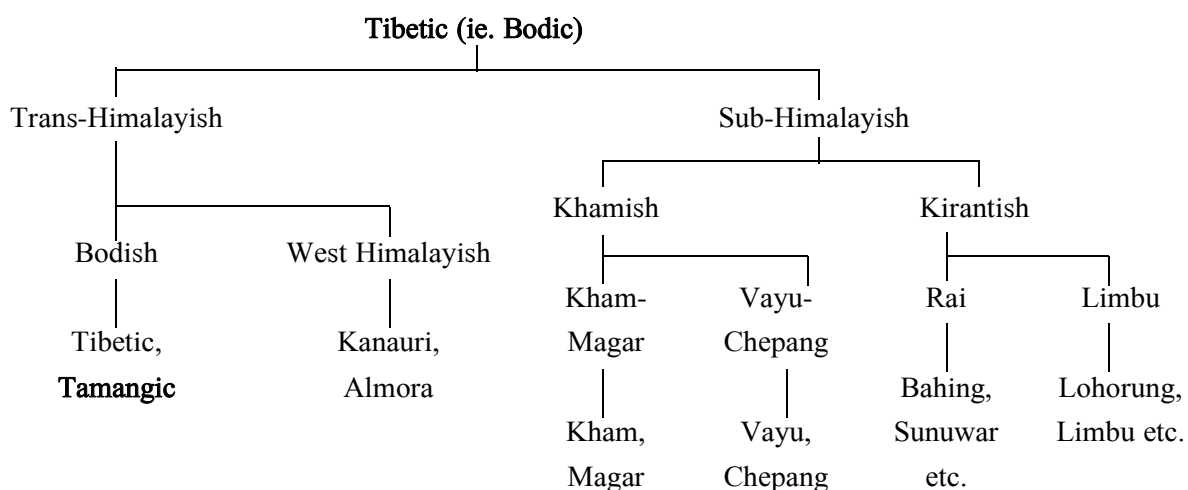 Tibetic (ie. Bodic)
Trans-Himalayish
Sub-Himalayish
Khamish
Kirantish
Bodish
West Himalayish
Kham-
Magar
Vayu-
Chepang
Rai
Limbu
Tibetic,
Tamangic
Kanauri,
Almora
Kham,
Magar
Vayu,
Chepang
Bahing,
Sunuwar
etc.
Lohorung,
Limbu etc.